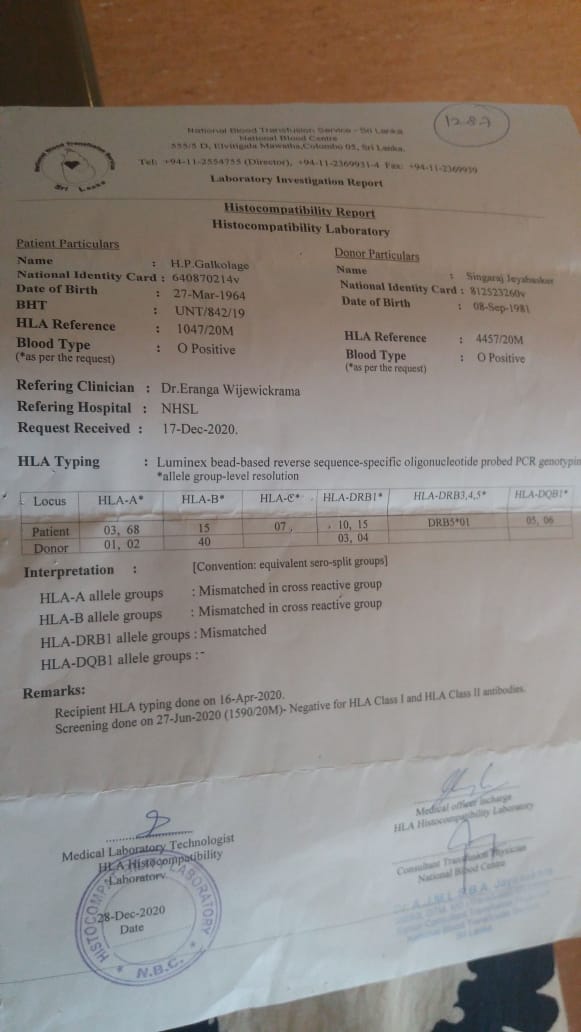 1287
National Blood Transfusion Service - Sri Lanka
National Blood Centre
555/5 D, Elvitigala Mawatha, Colombo 05, Sri Lanka.
Tel: +94-11-2554755 (Director), +94-11-2369931-4 Fax: +94-11-2369939
National Blood Transfusion Service
Sri Lanka
Laboratory Investigation Report
Histocompatibility Report
Histocompatibility Laboratory
Patient Particulars
Name : H.P.Galkolage
National Identity Card : 640870214v
Date of Birth : 27-Mar-1964
BHT : UNT/842/19
HLA Reference : 1047/20M
Blood Type : O Positive
(*as per the request)
Donor Particulars
Name : Singaraj Jeyabasker
National Identity Card : 812523260v
Date of Birth : 08-Sep-1981
HLA Reference : 4457/20M
Blood Type : O Positive
(*as per the request)
Refering Clinician : Dr.Eranga Wijewickrama
Refering Hospital : NHSL
Request Received : 17-Dec-2020.
HLA Typing : Luminex bead-based reverse sequence-specific oligonucleotide probed PCR genotyping
*allele group-level resolution
Locus HLA-A* HLA-B* HLA-C* HLA-DRB1* HLA-DRB3,4,5* HLA-DQB1*
Patient 03, 68 15 07, 10, 15 DRB5*01 05, 06
Donor 01, 02 40 03, 04
Interpretation : [Convention: equivalent sero-split groups]
HLA-A allele groups : Mismatched in cross reactive group
HLA-B allele groups : Mismatched in cross reactive group
HLA-DRB1 allele groups : Mismatched
HLA-DQB1 allele groups :-
Remarks:
Recipient HLA typing done on 16-Apr-2020.
Screening done on 27-Jun-2020 (1590/20M)- Negative for HLA Class I and HLA Class II antibodies.
Medical Laboratory Technologist
HLA Histocompatibility
Laboratory
28-Dec-2020
Date
HISTOCOMPATIBILITY LABORATORY
* N.B.C. *
Medical officer incharge
HLA Histocompatibility Laboratory
Consultant Transfusion Physician
National Blood Centre
Sri Lanka